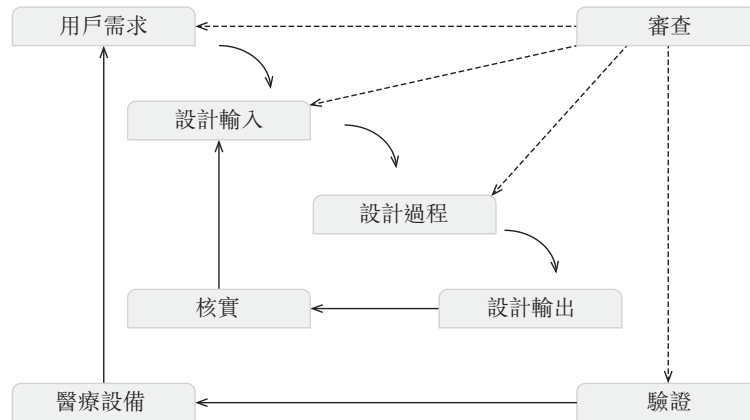 用戶需求
審查
設計輸入
設計過程
核實
設計輸出
醫療設備
驗證